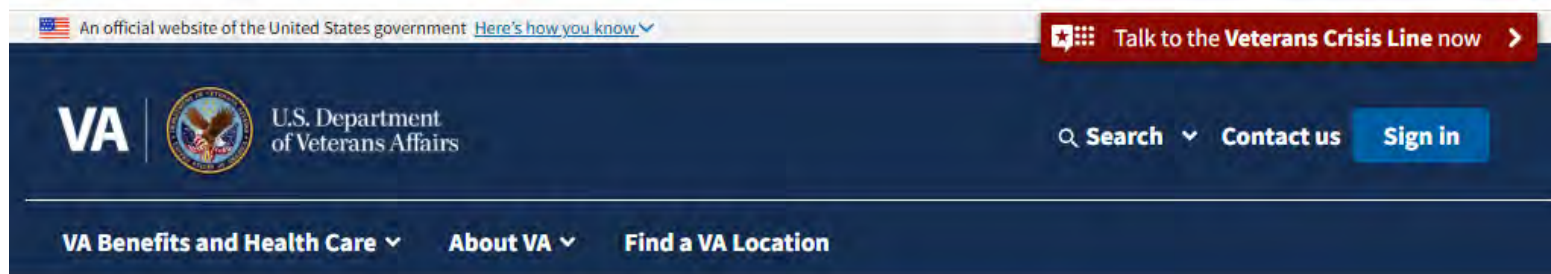 An official website of the United States government Here's how you know
Talk to the Veterans Crisis Line now
VA
U.S. Department
of Veterans Affairs
Search
Contact us
Sign in
VA Benefits and Health Care
About VA
Find a VA Location